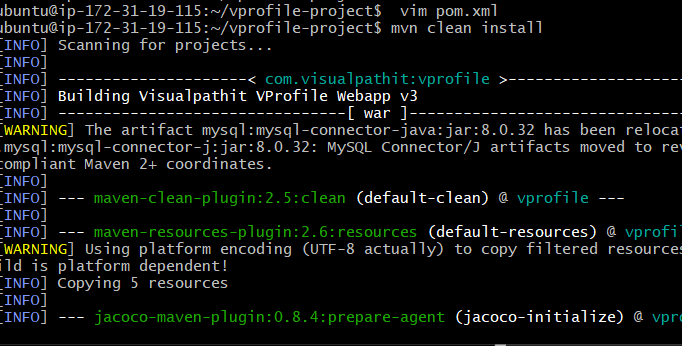 ubuntu@ip-172-31-19-115:~/vprofile-project$  vim pom.xml
ubuntu@ip-172-31-19-115:~/vprofile-project$ mvn clean install
[INFO] Scanning for projects...
[INFO]
[INFO] ----------------------< com.visualpathit:vprofile >---------------------
[INFO] Building Visualpathit VProfile Webapp v3
[INFO] --------------------------------[ war ]---------------------------------
[WARNING] The artifact mysql:mysql-connector-java:jar:8.0.32 has been relocat
.mysql:mysql-connector-j:jar:8.0.32: MySQL Connector/J artifacts moved to rev
compliant Maven 2+ coordinates.
[INFO]
[INFO] --- maven-clean-plugin:2.5:clean (default-clean) @ vprofile ---
[INFO]
[INFO] --- maven-resources-plugin:2.6:resources (default-resources) @ vprofil
[WARNING] Using platform encoding (UTF-8 actually) to copy filtered resources
ild is platform dependent!
[INFO] Copying 5 resources
[INFO]
[INFO] --- jacoco-maven-plugin:0.8.4:prepare-agent (jacoco-initialize) @ vpro